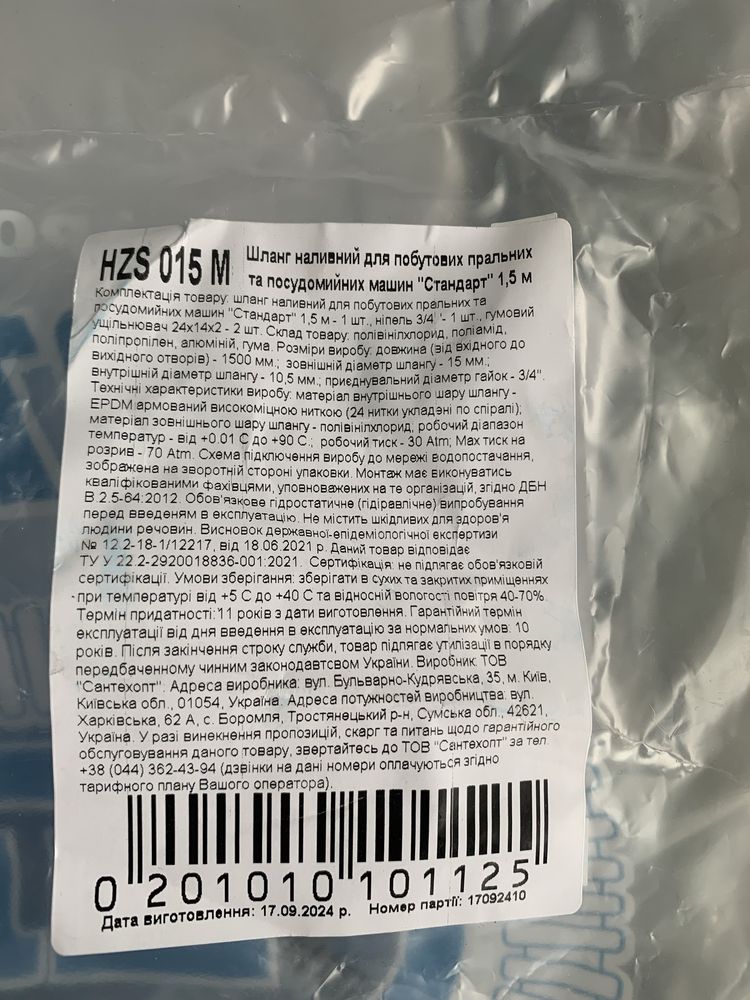 HZS 015 M
Шланг наливний для побутових пральних
та посудомийних машин "Стандарт" 1,5 м
Комплектація товару: шланг наливний для побутових пральних та
посудомийних машин "Стандарт" 1,5 м - 1 шт., ніпель 3/4 '- 1 шт., гумовий
ущільнювач 24x14x2 - 2 шт. Склад товару: полівінілхлорид, поліамід,
поліпропілен, алюміній, гума. Розміри виробу: довжина (від вхідного до
вихідного отворів) - 1500 мм.; зовнішній діаметр шлангу - 15 мм.;
внутрішній діаметр шлангу - 10,5 мм.; приєднувальний діаметр гайок - 3/4".
Технічні характеристики виробу: матеріал внутрішнього шару шлангу -
EPDM армований високоміцною ниткою (24 нитки укладені по спіралі);
матеріал зовнішнього шару шлангу - полівінілхлорид; робочий діапазон
температур - від +0.01 С до +90 С.; робочий тиск - 30 Atm; Max тиск на
розрив - 70 Atm. Схема підключення виробу до мережі водопостачання,
зображена на зворотній стороні упаковки. Монтаж має виконуватись
кваліфікованими фахівцями, уповноважених на те організацій, згідно ДБН
В 2.5-64:2012. Обов'язкове гідростатичне (гідіравлічне) випробування
перед введеням в експлуатацію. Не містить шкідливих для здоров'я
людини речовин. Висновок державної-епідеміологічної експертизи
№ 12.2-18-1/12217, від 18.06.2021 р. Даний товар відповідає
ТУ У 22.2-2920018836-001:2021. Сертифікація: не підлягає обов'язковій
сертифікації. Умови зберігання: зберігати в сухих та закритих приміщеннях
при температурі від +5 С до +40 С та відносній вологості повітря 40-70%.
Термін придатності: 11 років з дати виготовлення. Гарантійний термін
експлуатації від дня введення в експлуатацію за нормальних умов: 10
років. Після закінчення строку служби, товар підлягає утилізації в порядку
передбаченному чинним законодавтсвом України. Виробник: ТОВ
"Сантехопт". Адреса виробника: вул. Бульварно-Кудрявська, 35, м. Київ,
Київська обл., 01054, Україна. Адреса потужностей виробництва: вул.
Харківська, 62 А, с. Боромля, Тростянецький р-н, Сумська обл., 42621,
Україна. У разі винекнення пропозицій, скарг та питань щодо гарантійного
обслуговування даного товару, звертайтесь до ТОВ "Сантехопт" за тел.
+38 (044) 362-43-94 (дзвінки на дані номери оплачуються згідно
тарифного плану Вашого оператора).
0 201010 101125
Дата виготовлення: 17.09.2024 р. Номер партії: 17092410